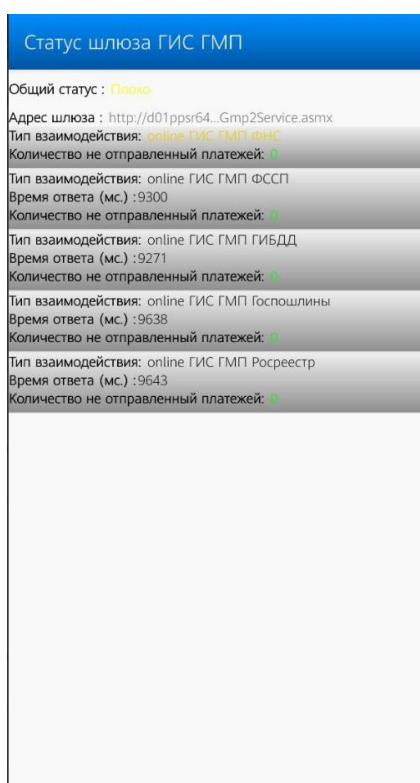 Статус шлюза ГИС ГМП
Общий статус : Плохо
Адрес шлюза : http://d01ppsr64...Gmp2Service.asmx
Тип взаимодействия: online ГИС ГМП ФНС
Количество не отправленный платежей: 0
Тип взаимодействия: online ГИС ГМП ФССП
Время ответа (мс.) :9300
Количество не отправленный платежей: 0
Тип взаимодействия: online ГИС ГМП ГИБДД
Время ответа (мс.) :9271
Количество не отправленный платежей: 0
Тип взаимодействия: online ГИС ГМП Госпошлины
Время ответа (мс.) :9638
Количество не отправленный платежей: 0
Тип взаимодействия: online ГИС ГМП Росреестр
Время ответа (мс.) :9643
Количество не отправленный платежей: 0